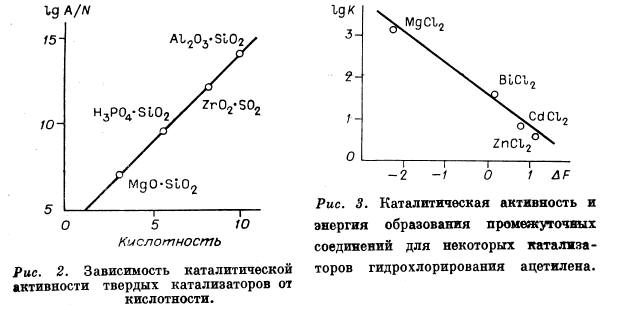 lg A/N
15
10
5
0
5
10
Al₂O₃·SiO₂
H₃PO₄·SiO₂
ZrO₂·SO₂
MgO·SiO₂
Кислотность
Рис. 2. Зависимость каталитической
активности твердых катализаторов от
кислотности.
lgK
3
2
1
0
−2
−1
0
1
ΔF
MgCl₂
BiCl₂
CdCl₂
ZnCl₂
Рис. 3. Каталитическая активность и
энергия образования промежуточных
соединений для некоторых катализа-
торов гидрохлорирования ацетилена.